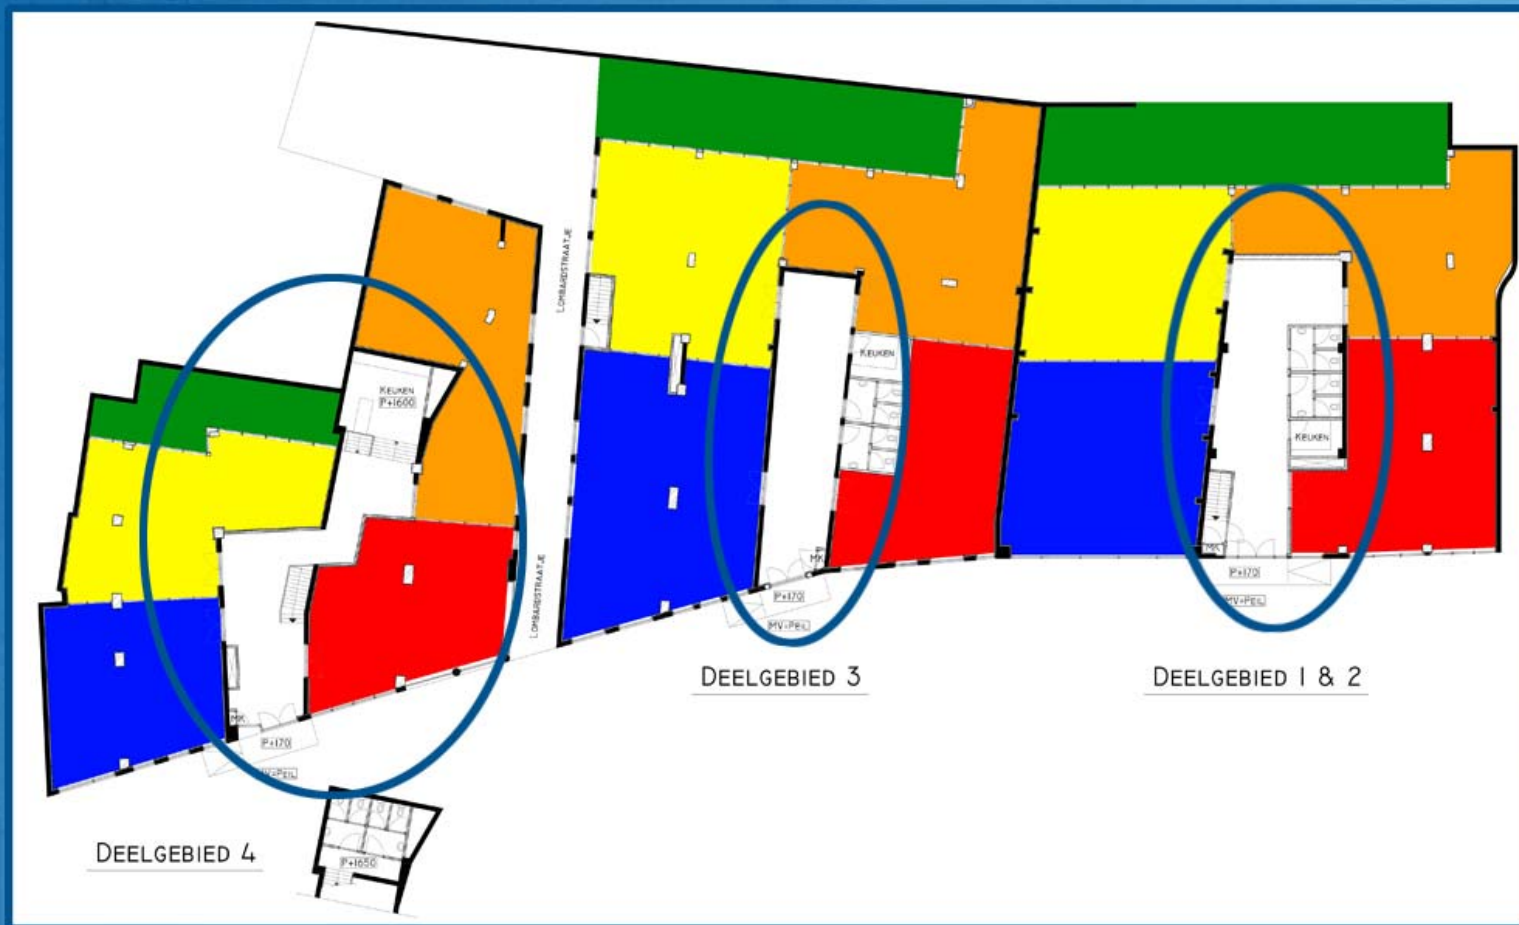 LOMBARDSTRAATJE
KEUKEN
P+1600
LOMBARDSTRAATJE
MK
P+170
MV=PEIL
DEELGEBIED 4
P+1650
KEUKEN
MK
P+170
MV=PEIL
DEELGEBIED 3
KEUKEN
MK
P+170
MV=PEIL
DEELGEBIED 1 & 2